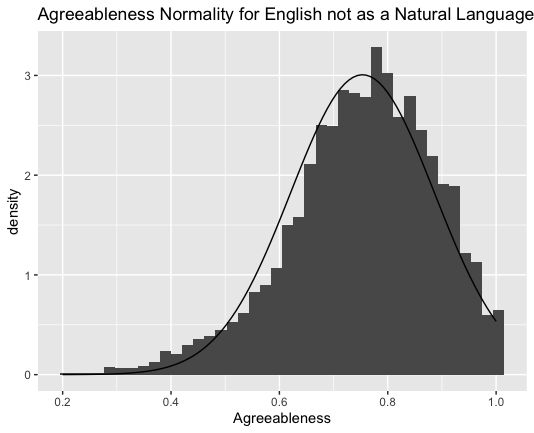 Agreeableness Normality for English not as a Natural Language
density
3
2
1
0
0.2 0.4 0.6 0.8 1.0
Agreeableness